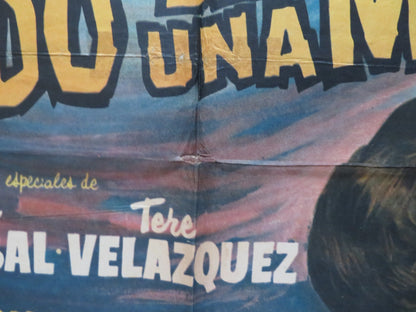 UNA
especiales de
Tere
SAL • VELAZQUEZ